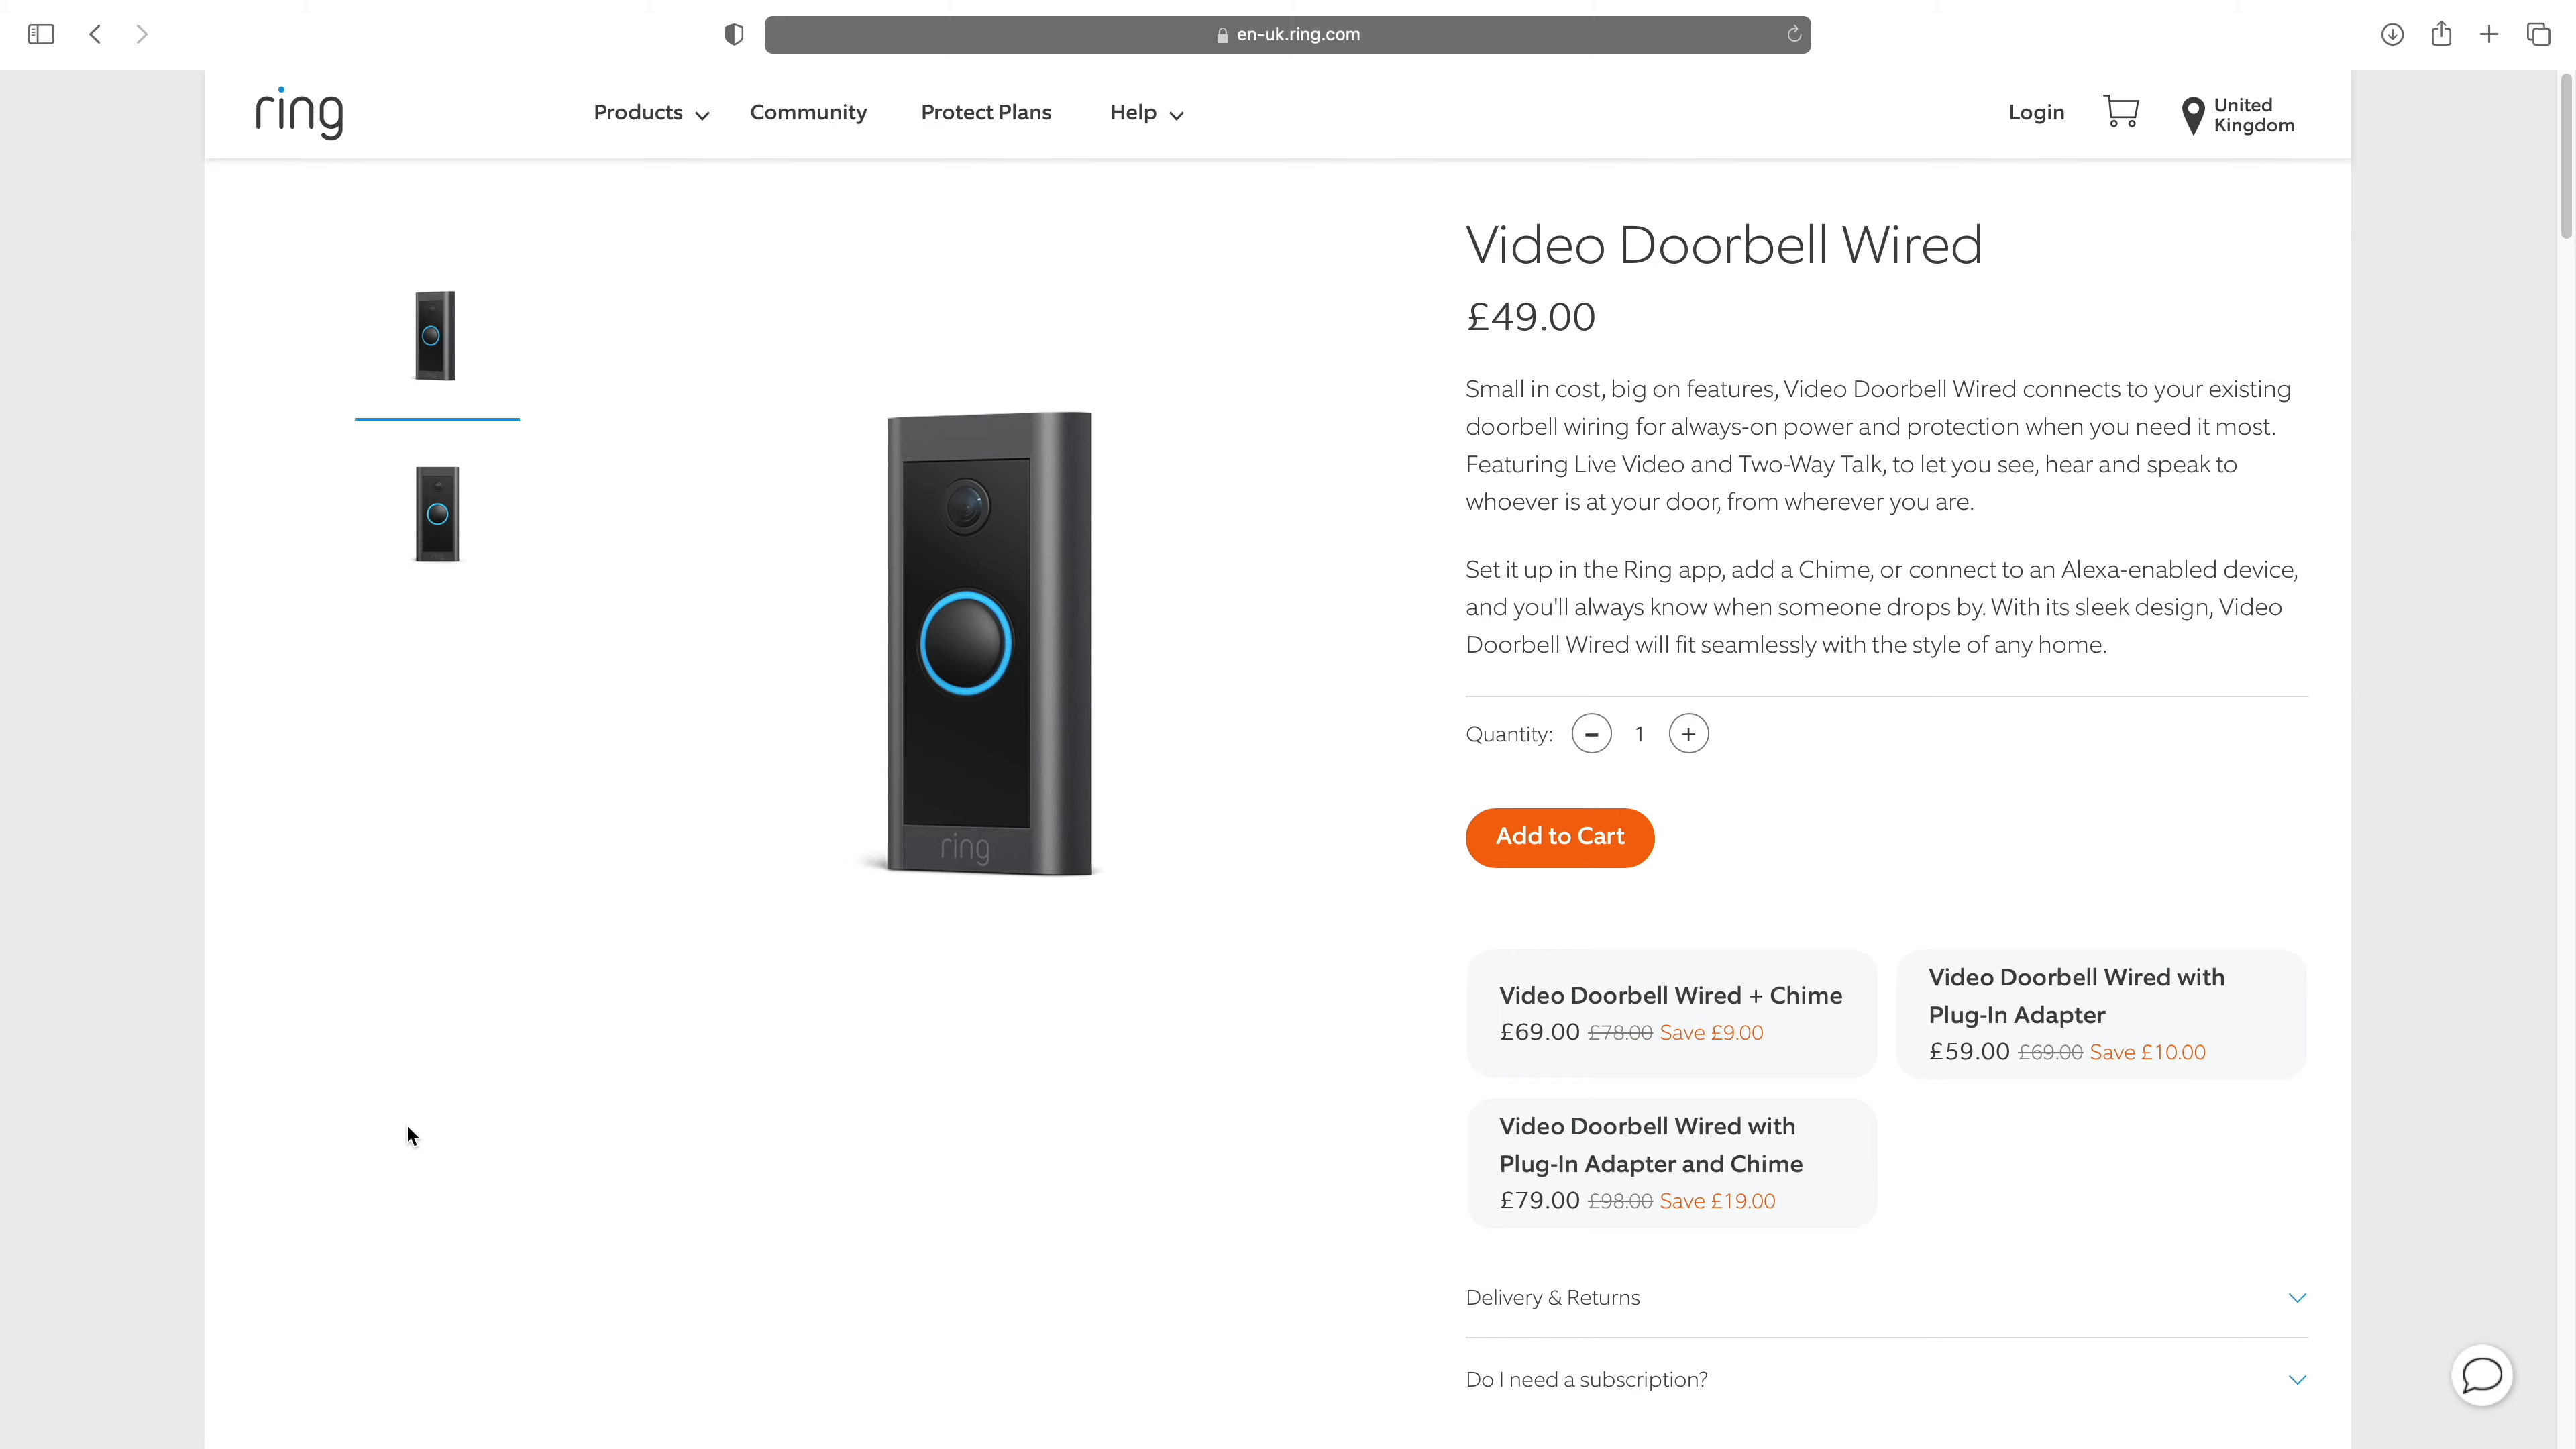 en-uk.ring.com
ring
Products
Community
Protect Plans
Help
Login
United
Kingdom
Video Doorbell Wired
£49.00
Small in cost, big on features, Video Doorbell Wired connects to your existing
doorbell wiring for always-on power and protection when you need it most.
Featuring Live Video and Two-Way Talk, to let you see, hear and speak to
whoever is at your door, from wherever you are.
Set it up in the Ring app, add a Chime, or connect to an Alexa-enabled device,
and you'll always know when someone drops by. With its sleek design, Video
Doorbell Wired will fit seamlessly with the style of any home.
Quantity: - 1 +
Add to Cart
ring
Video Doorbell Wired + Chime
£69.00 £78.00 Save £9.00
Video Doorbell Wired with
Plug-In Adapter
£59.00 £69.00 Save £10.00
Video Doorbell Wired with
Plug-In Adapter and Chime
£79.00 £98.00 Save £19.00
Delivery & Returns
Do I need a subscription?